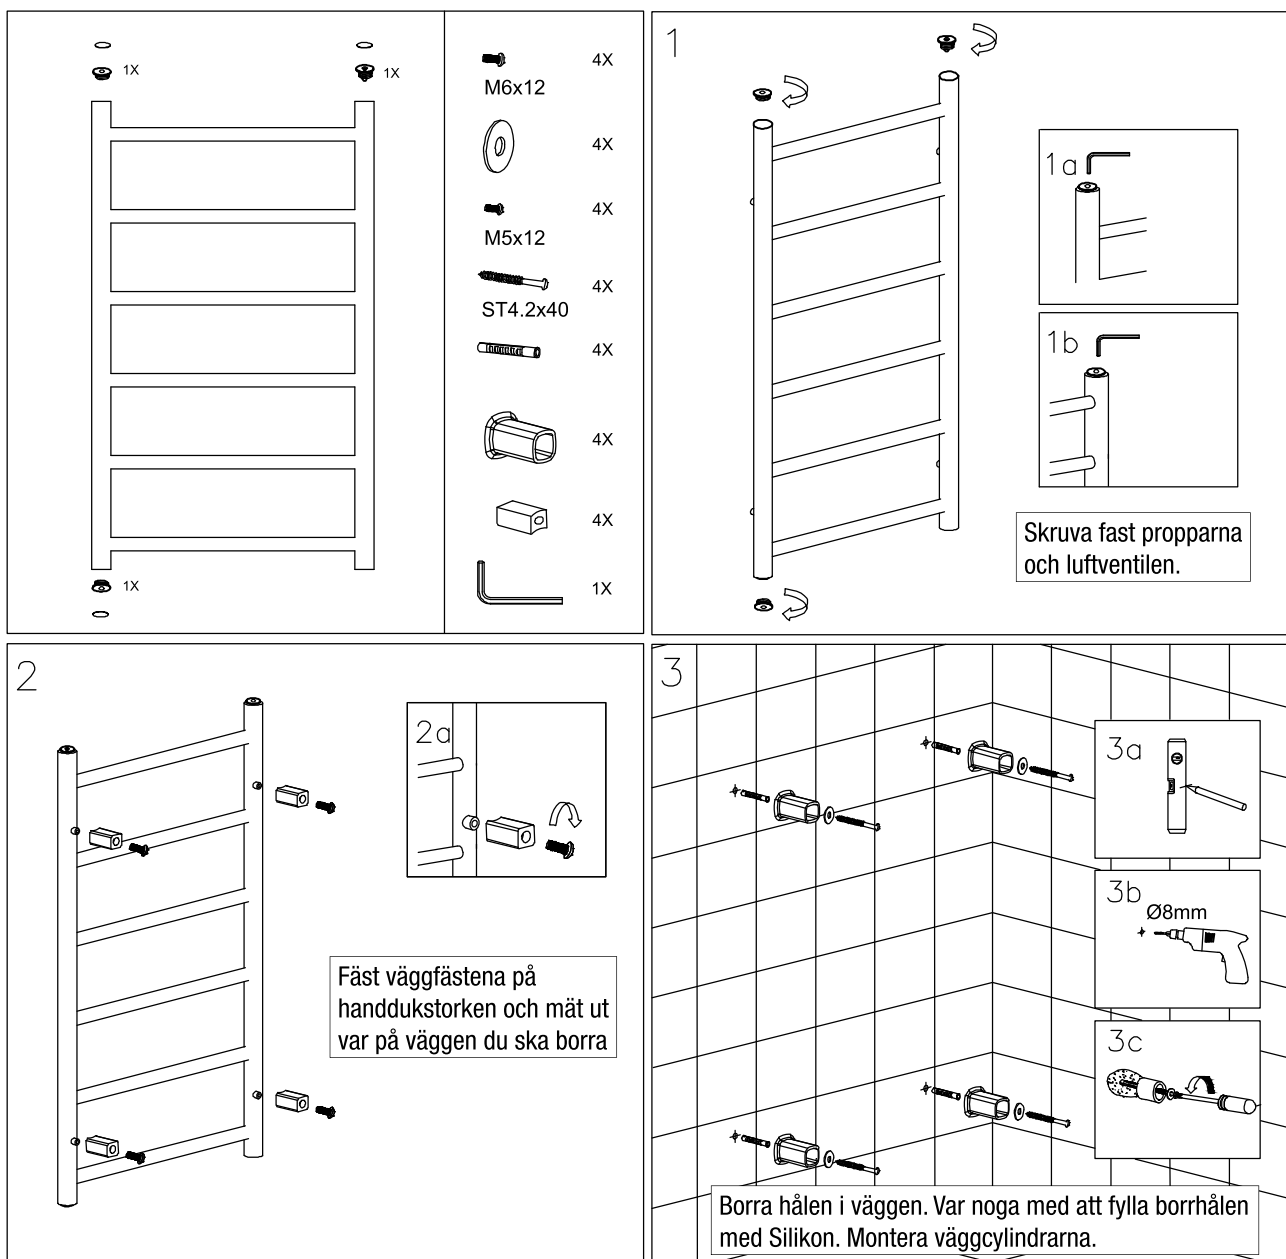 1X
1X
1X
4X
M6x12
4X
4X
M5x12
4X
ST4.2x40
4X
4X
4X
1X
1
1a
1b
Skruva fast propparna
och luftventilen.
2
2a
Fäst väggfästena på
handdukstorken och mät ut
var på väggen du ska borra
3
3a
3b
Ø8mm
3c
Borra hålen i väggen. Var noga med att fylla borrhålen
med Silikon. Montera väggcylindrarna.